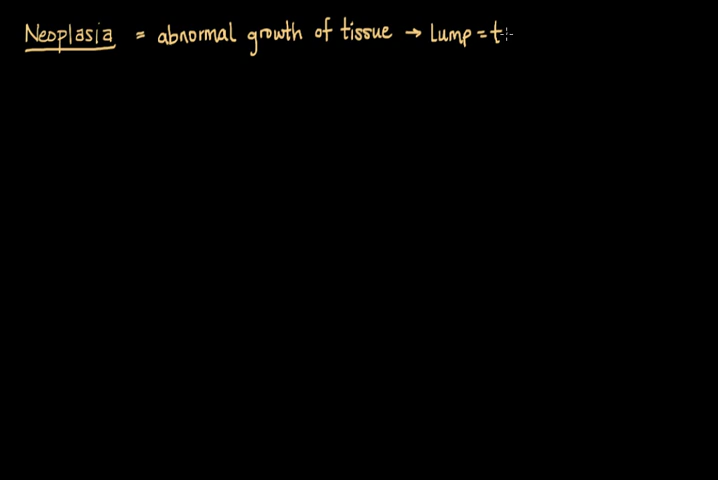 Neoplasia = abnormal growth of tissue → Lump = t